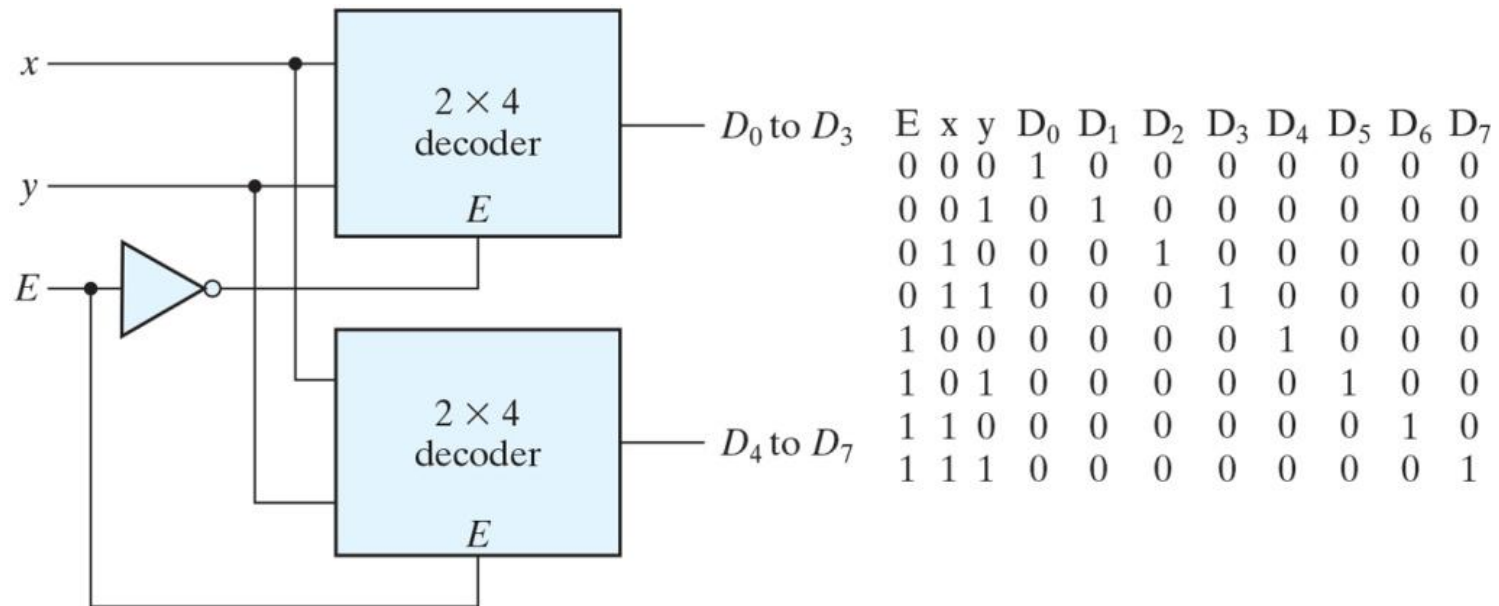 x
y
E
2 × 4
decoder
E
D₀ to D₃
2 × 4
decoder
E
D₄ to D₇
E x y D₀ D₁ D₂ D₃ D₄ D₅ D₆ D₇
0 0 0 1 0 0 0 0 0 0 0
0 0 1 0 1 0 0 0 0 0 0
0 1 0 0 0 1 0 0 0 0 0
0 1 1 0 0 0 1 0 0 0 0
1 0 0 0 0 0 0 1 0 0 0
1 0 1 0 0 0 0 0 1 0 0
1 1 0 0 0 0 0 0 0 1 0
1 1 1 0 0 0 0 0 0 0 1